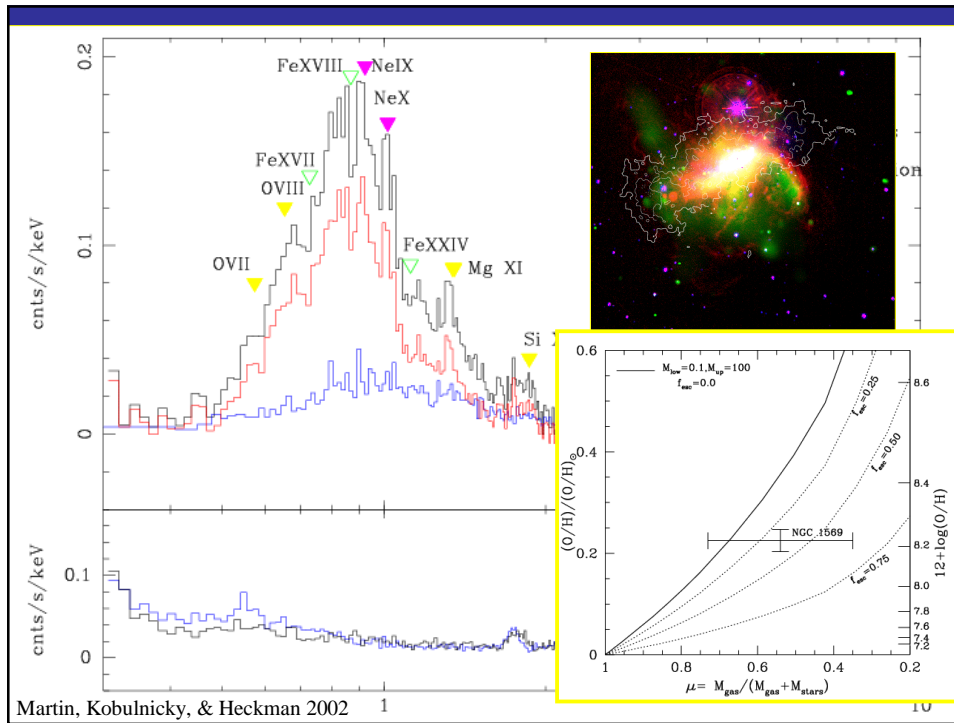 0.2
FeXVIII
NeIX
NeX
FeXVII
OVIII
OVII
0.1
FeXXIV
Mg XI
Si X
cnts/s/keV
0
0.1
cnts/s/keV
0
1
10
s
ion
0.6
0.4
0.2
0
(O/H)/(O/H)⊙
M_low=0.1,M_up=100
f_esc=0.0
f_esc=0.25
f_esc=0.50
f_esc=0.75
NGC 1569
8.6
8.4
8.2
8.0
7.8
7.6
7.4
7.2
12+log(O/H)
1
0.8
0.6
0.4
0.2
μ= M_gas/(M_gas+M_stars)
Martin, Kobulnicky, & Heckman 2002